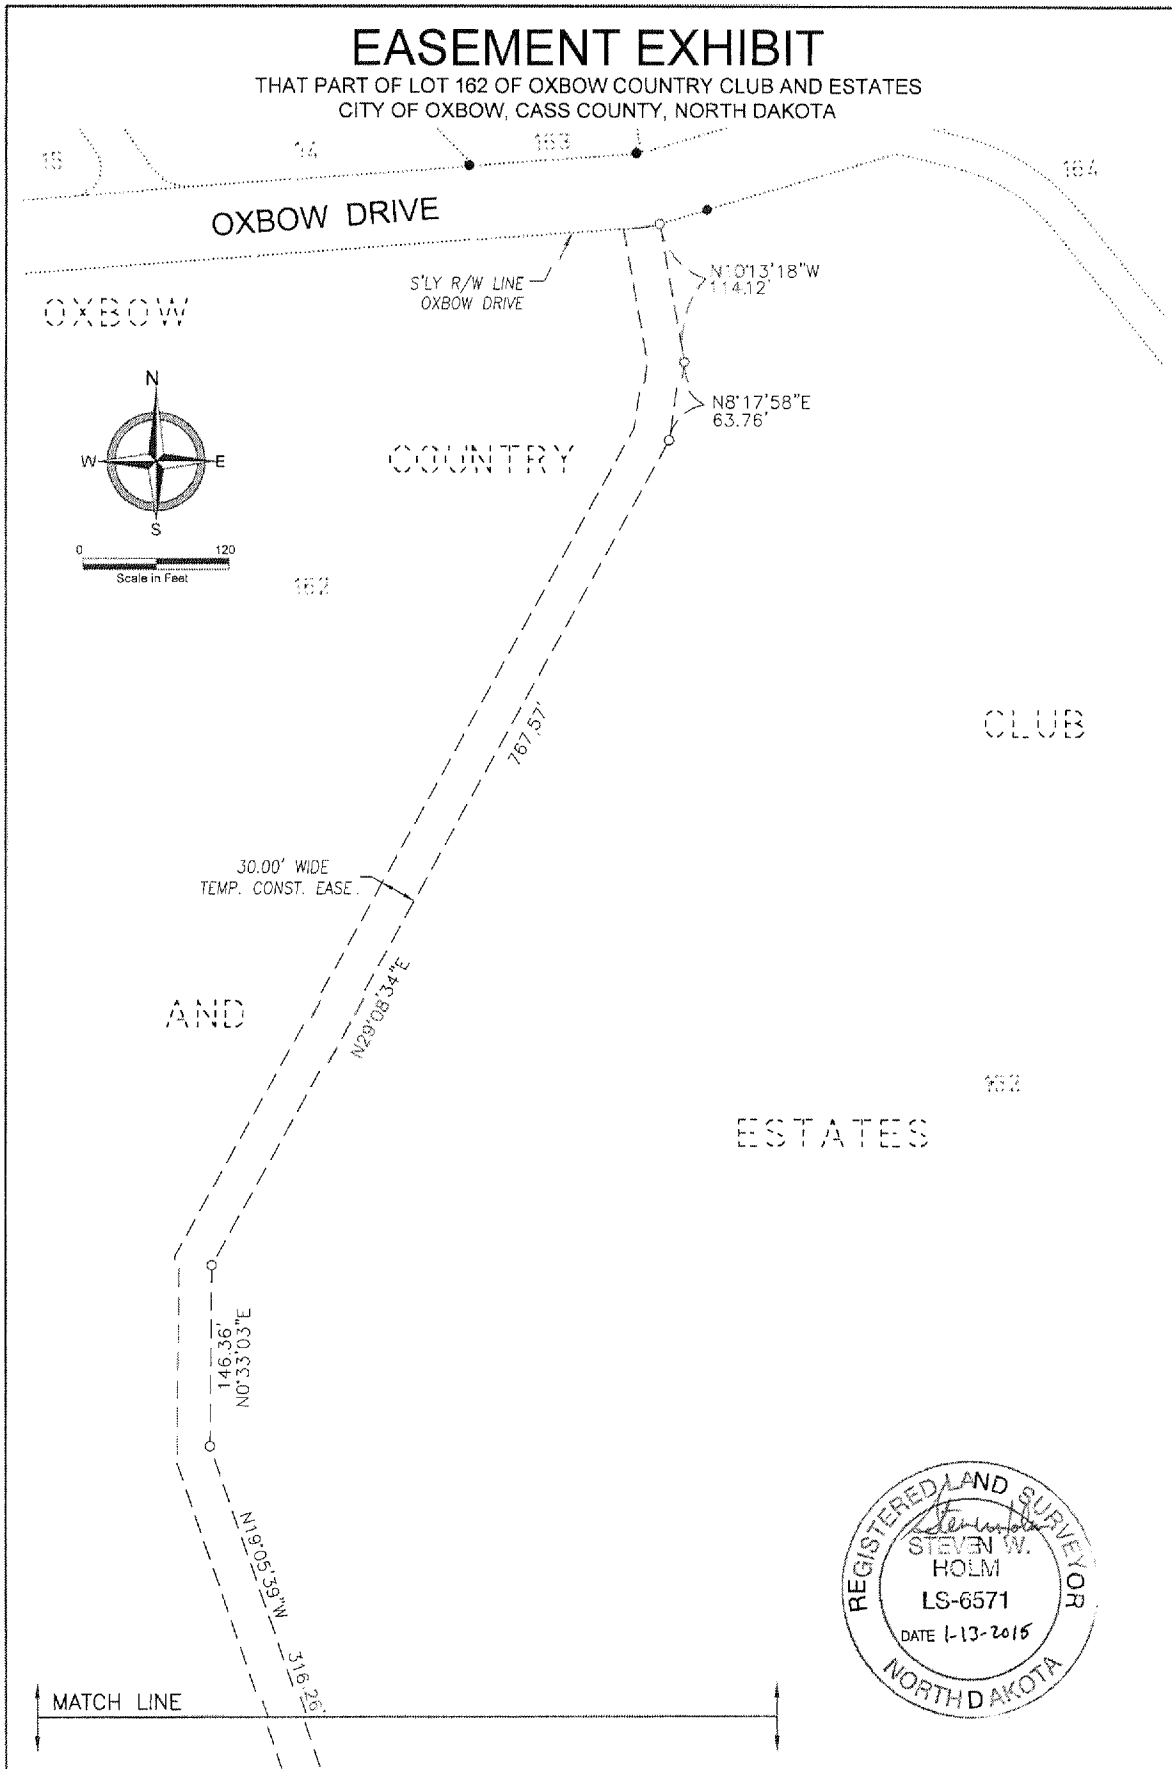 EASEMENT EXHIBIT
THAT PART OF LOT 162 OF OXBOW COUNTRY CLUB AND ESTATES
CITY OF OXBOW, CASS COUNTY, NORTH DAKOTA
14
163
164
OXBOW DRIVE
S'LY R/W LINE
OXBOW DRIVE
N10°13'18"W
114.12'
OXBOW
N
W E
S
N8°17'58"E
63.76'
COUNTRY
0 120
Scale in Feet
162
767.57'
CLUB
30.00' WIDE
TEMP. CONST. EASE.
N29°08'34"E
AND
162
ESTATES
146.36'
N0°33'03"E
N19°05'39"W
316.26'
REGISTERED LAND SURVEYOR
STEVEN W.
HOLM
LS-6571
DATE 1-13-2015
NORTH DAKOTA
MATCH LINE